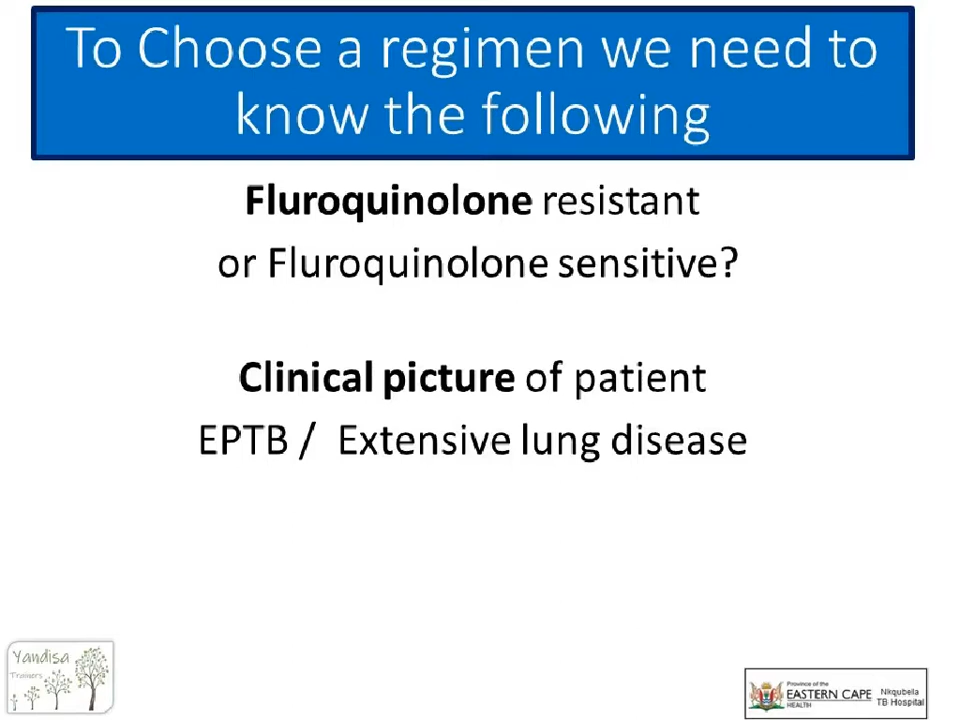 To Choose a regimen we need to
know the following
Fluroquinolone resistant
or Fluroquinolone sensitive?
Clinical picture of patient
EPTB / Extensive lung disease
Yandisa
Trainers
Province of the
EASTERN CAPE
HEALTH
Nkqubela
TB Hospital